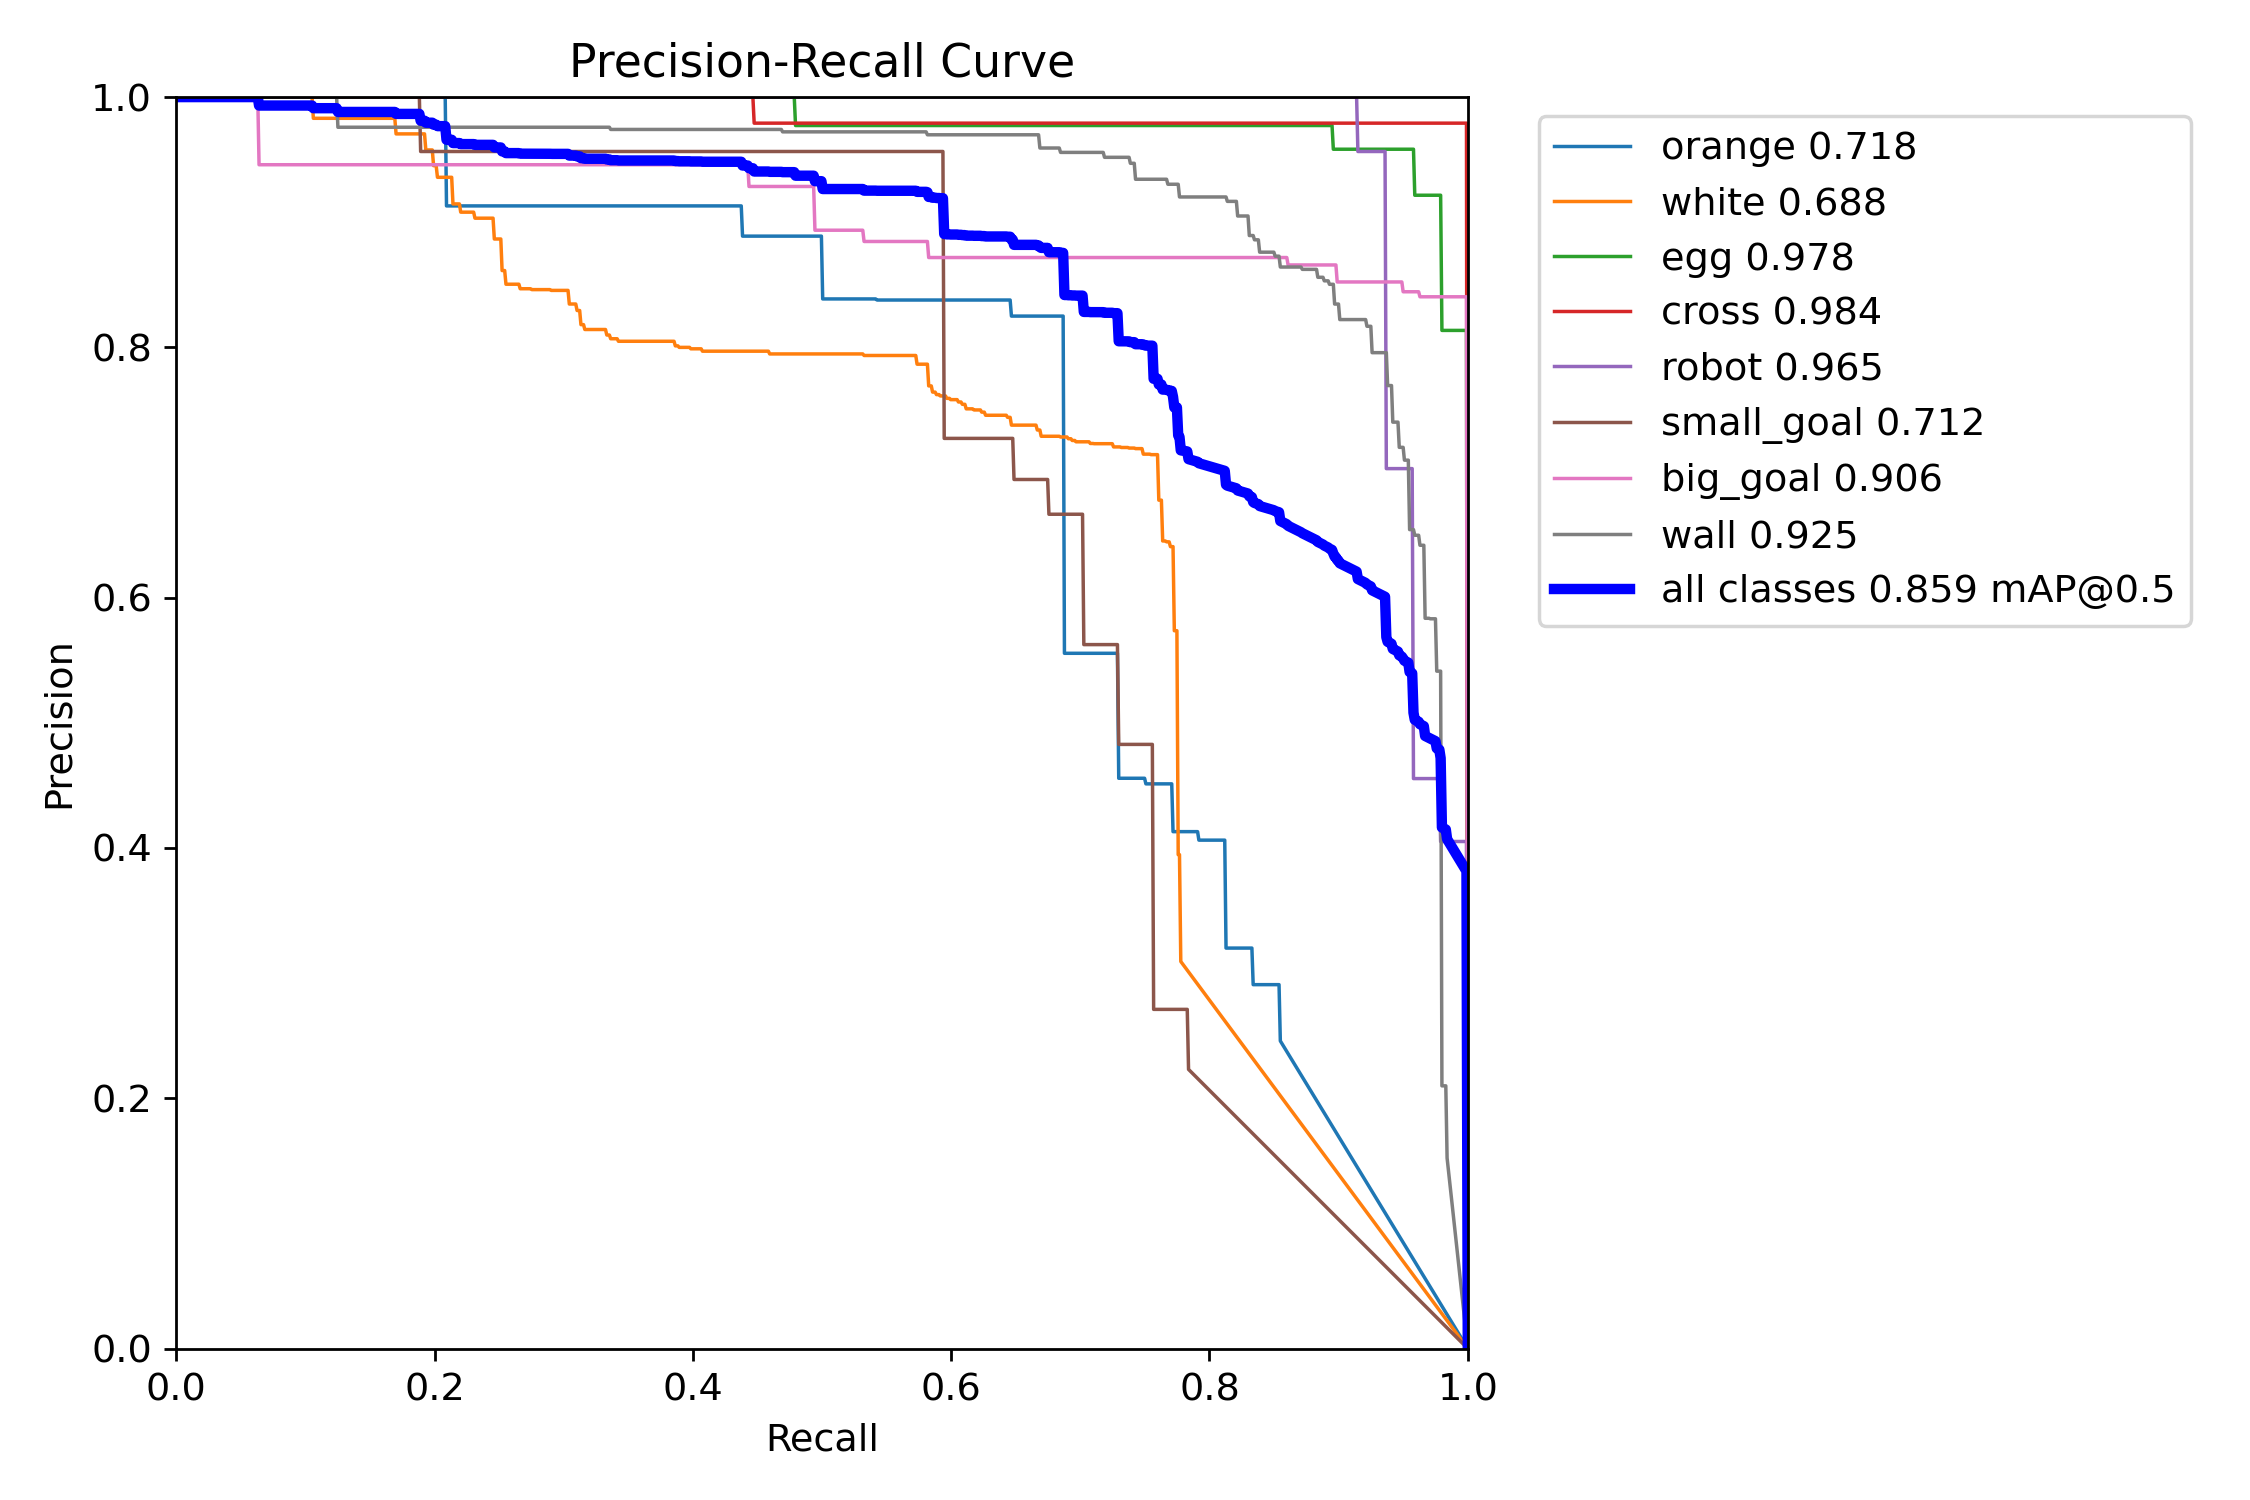 Precision-Recall Curve
1.0
0.8
0.6
0.4
0.2
0.0
Precision
0.0 0.2 0.4 0.6 0.8 1.0
Recall
orange 0.718
white 0.688
egg 0.978
cross 0.984
robot 0.965
small_goal 0.712
big_goal 0.906
wall 0.925
all classes 0.859 mAP@0.5